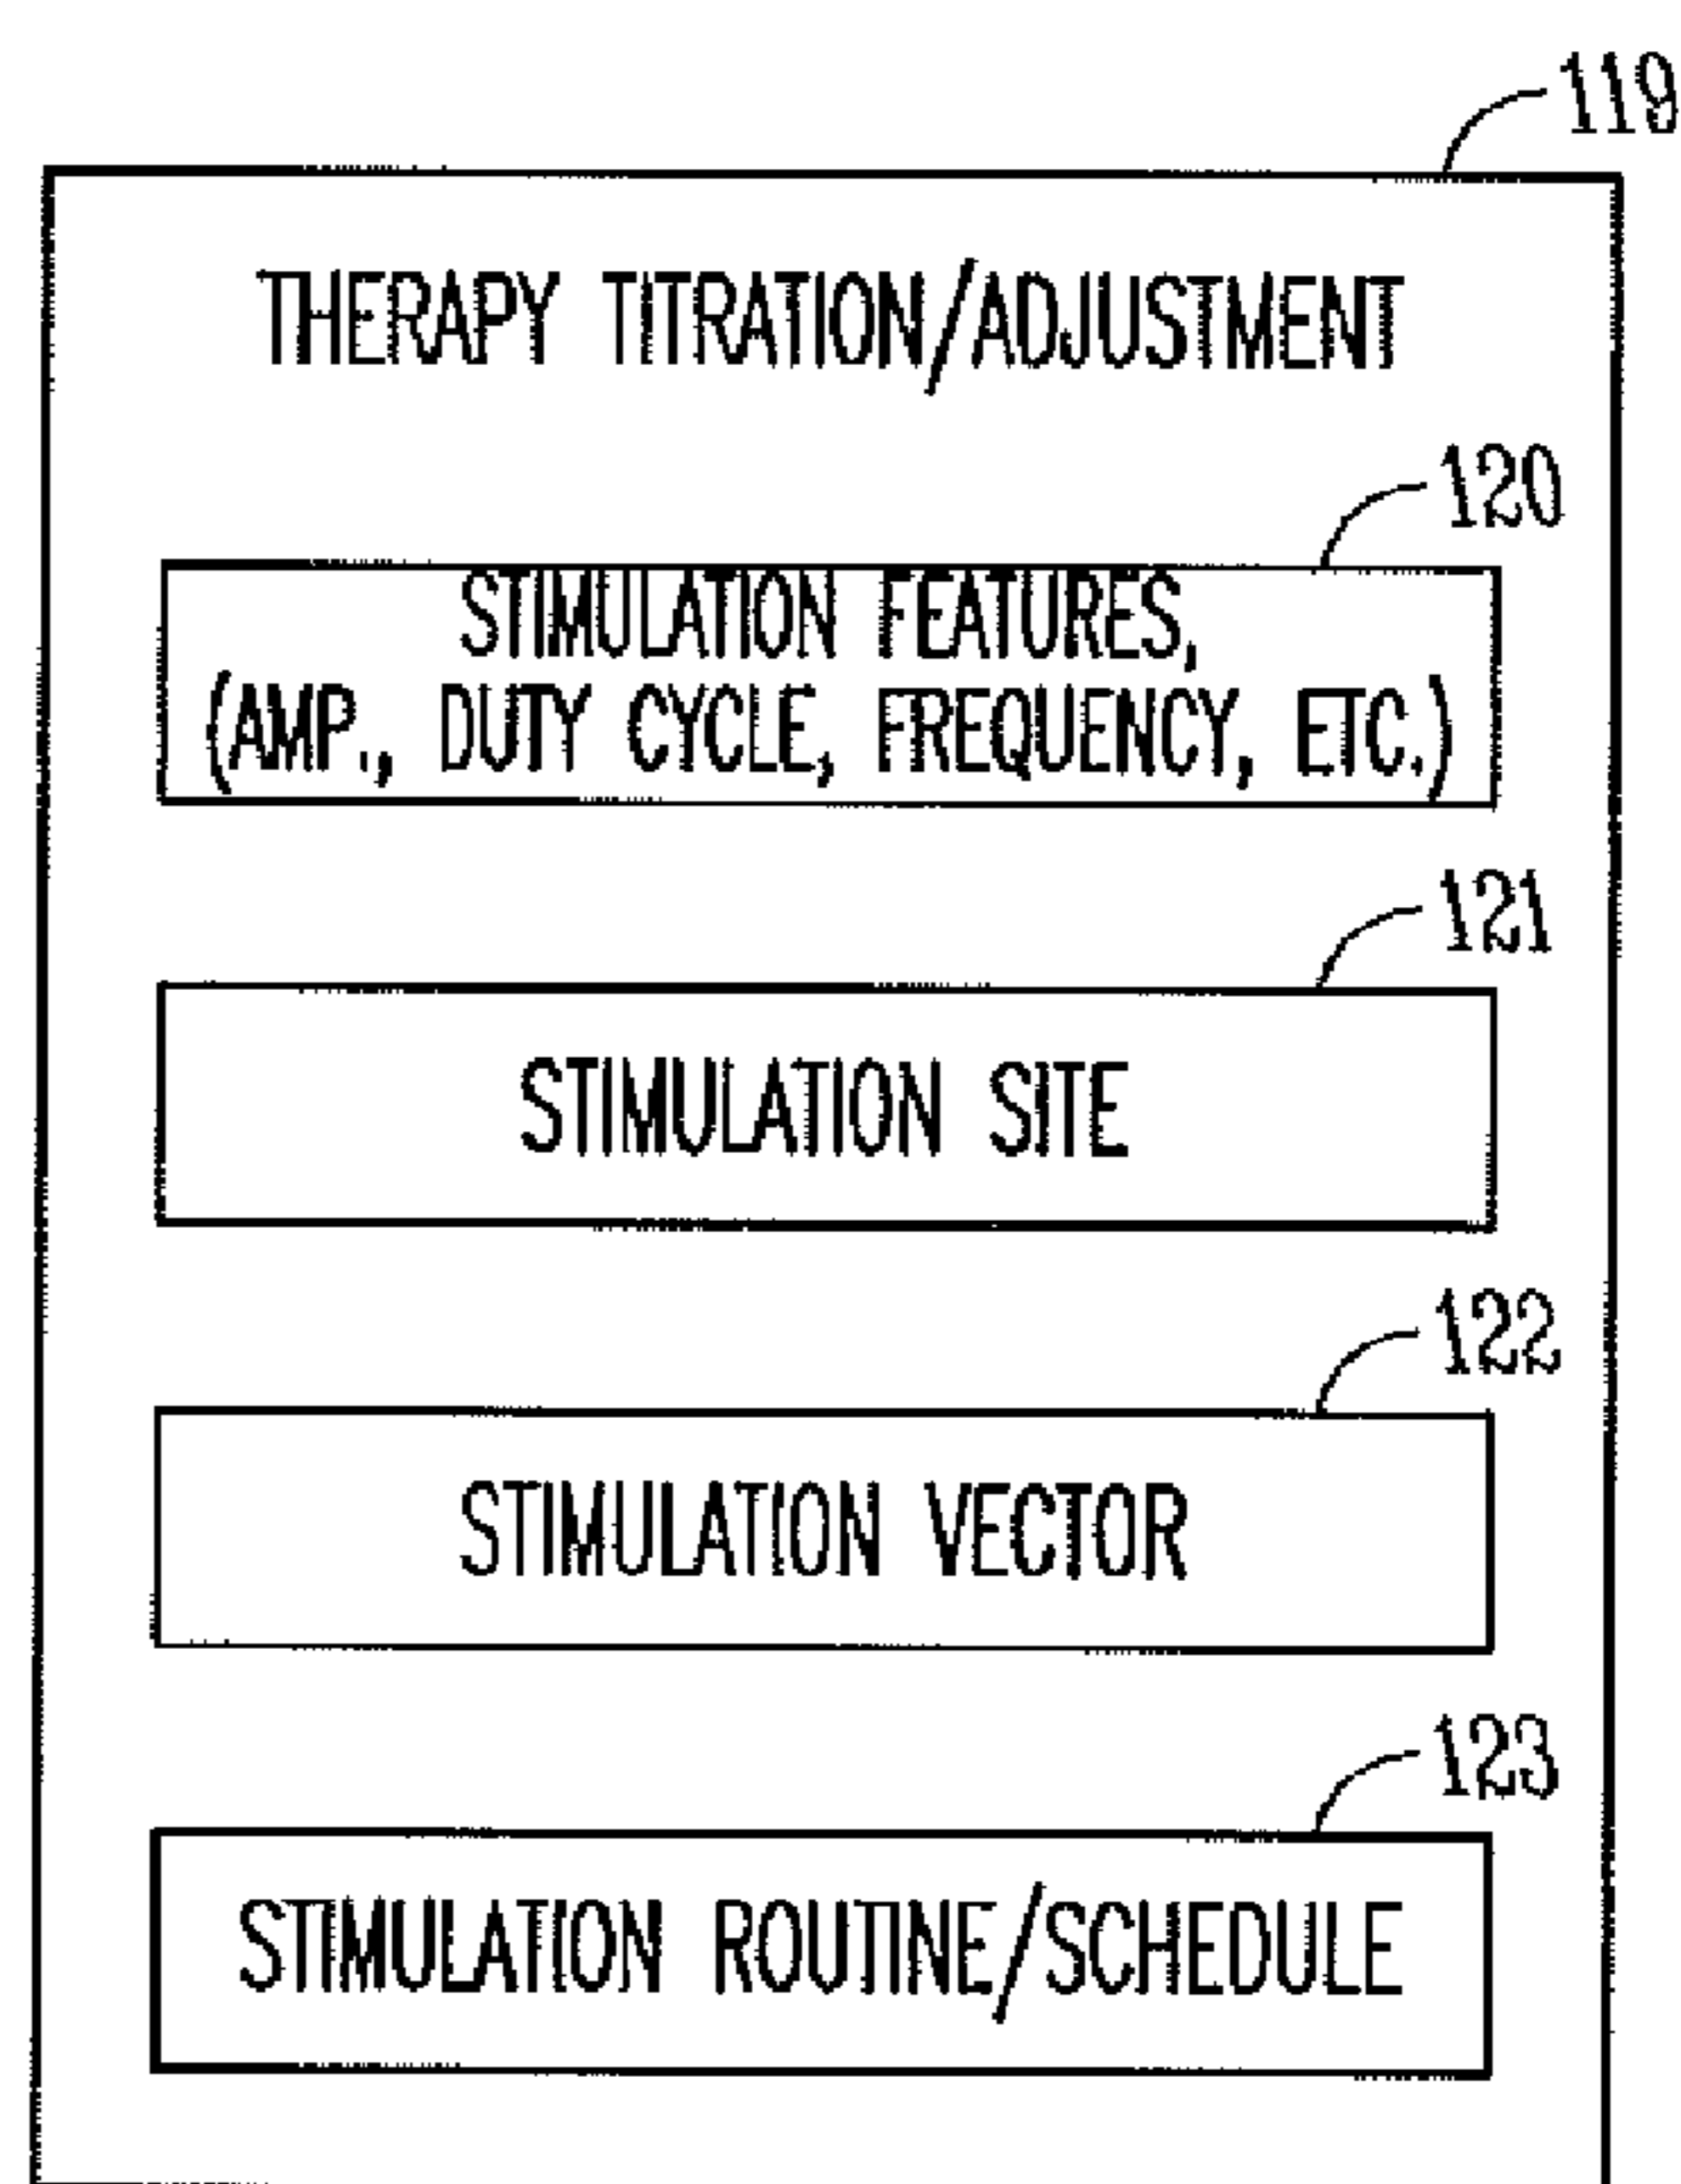 119
THERAPY TITRATION/ADJUSTMENT
120
STIMULATION FEATURES,
(AMP., DUTY CYCLE, FREQUENCY, ETC.)
121
STIMULATION SITE
122
STIMULATION VECTOR
123
STIMULATION ROUTINE/SCHEDULE